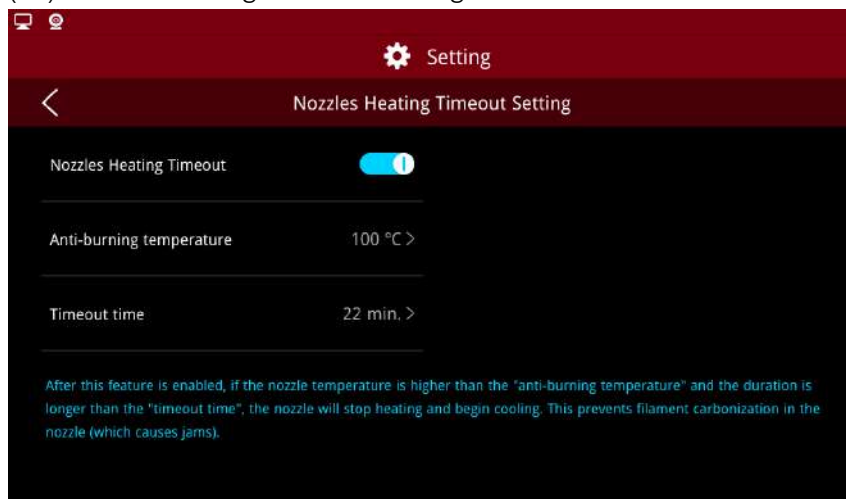 Setting
Nozzles Heating Timeout Setting
Nozzles Heating Timeout
Anti-burning temperature 100 °C >
Timeout time 22 min. >
After this feature is enabled, if the nozzle temperature is higher than the "anti-burning temperature" and the duration is
longer than the "timeout time", the nozzle will stop heating and begin cooling. This prevents filament carbonization in the
nozzle (which causes jams).